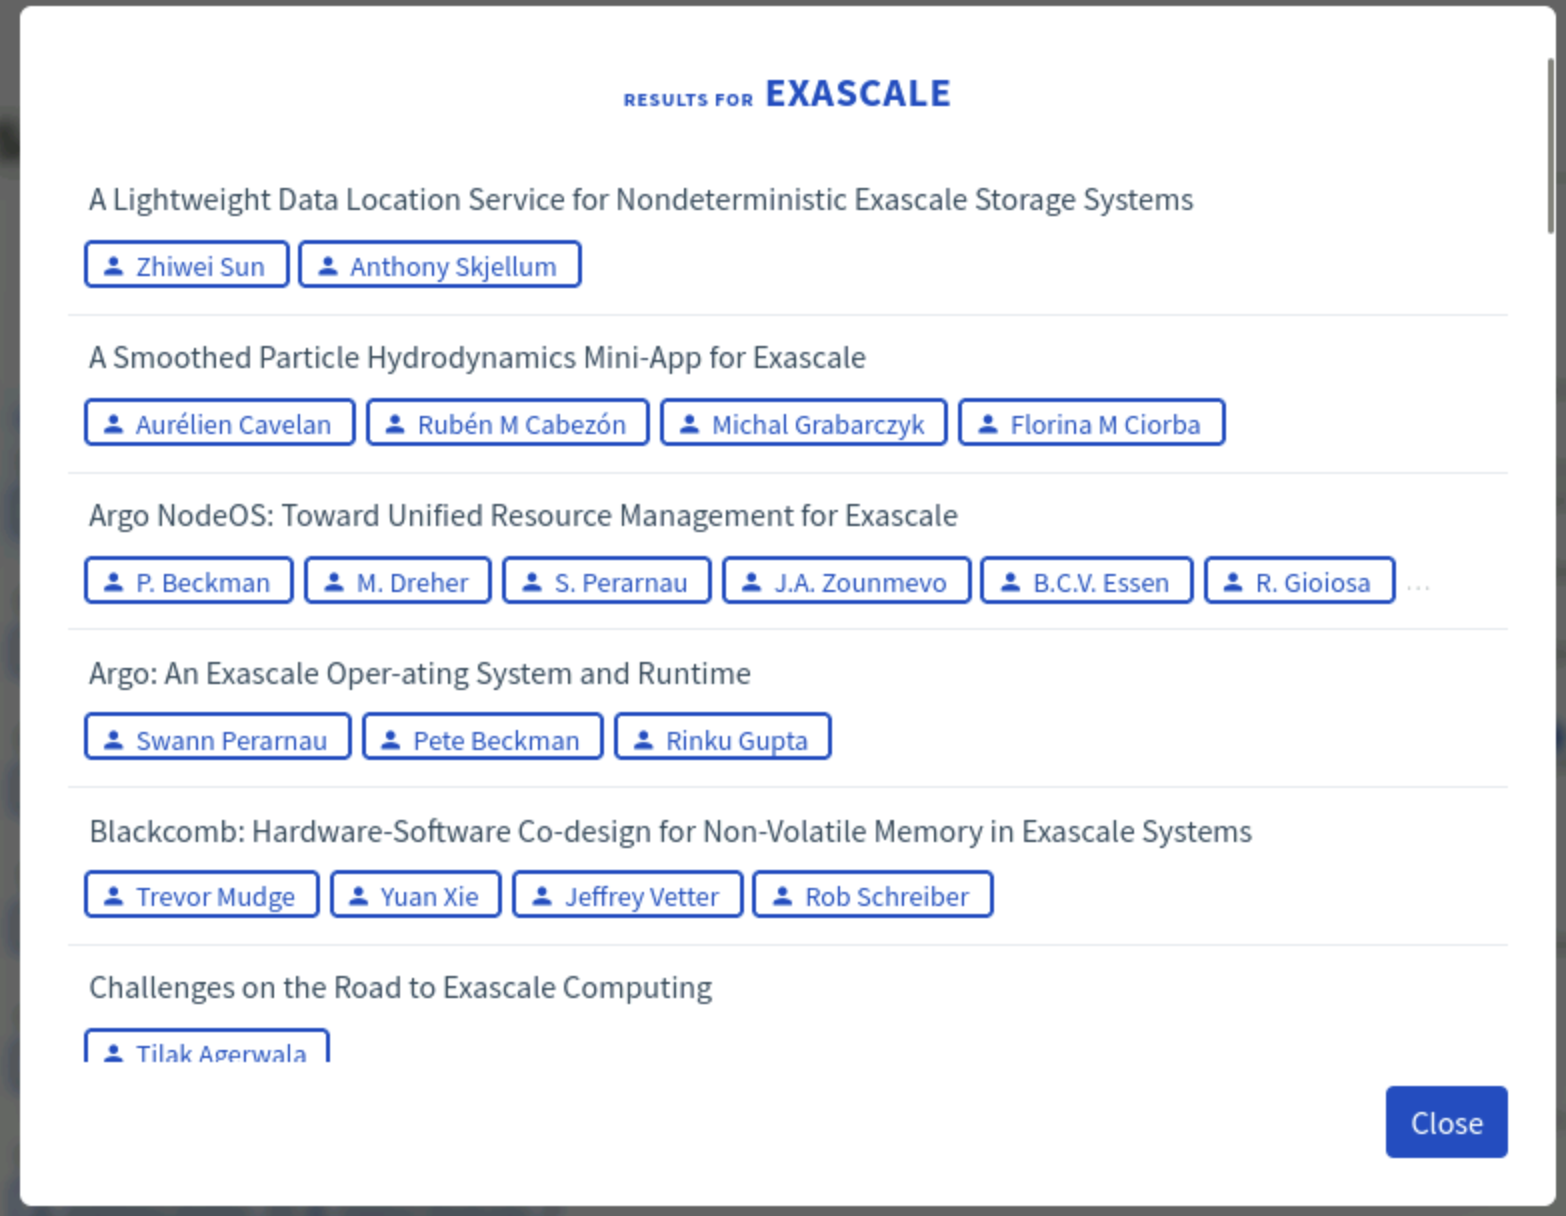 RESULTS FOR EXASCALE
A Lightweight Data Location Service for Nondeterministic Exascale Storage Systems
Zhiwei Sun Anthony Skjellum
A Smoothed Particle Hydrodynamics Mini-App for Exascale
Aurélien Cavelan Rubén M Cabezón Michal Grabarczyk Florina M Ciorba
Argo NodeOS: Toward Unified Resource Management for Exascale
P. Beckman M. Dreher S. Perarnau J.A. Zounmevo B.C.V. Essen R. Gioiosa ...
Argo: An Exascale Oper-ating System and Runtime
Swann Perarnau Pete Beckman Rinku Gupta
Blackcomb: Hardware-Software Co-design for Non-Volatile Memory in Exascale Systems
Trevor Mudge Yuan Xie Jeffrey Vetter Rob Schreiber
Challenges on the Road to Exascale Computing
Tilak Agerwala
Close